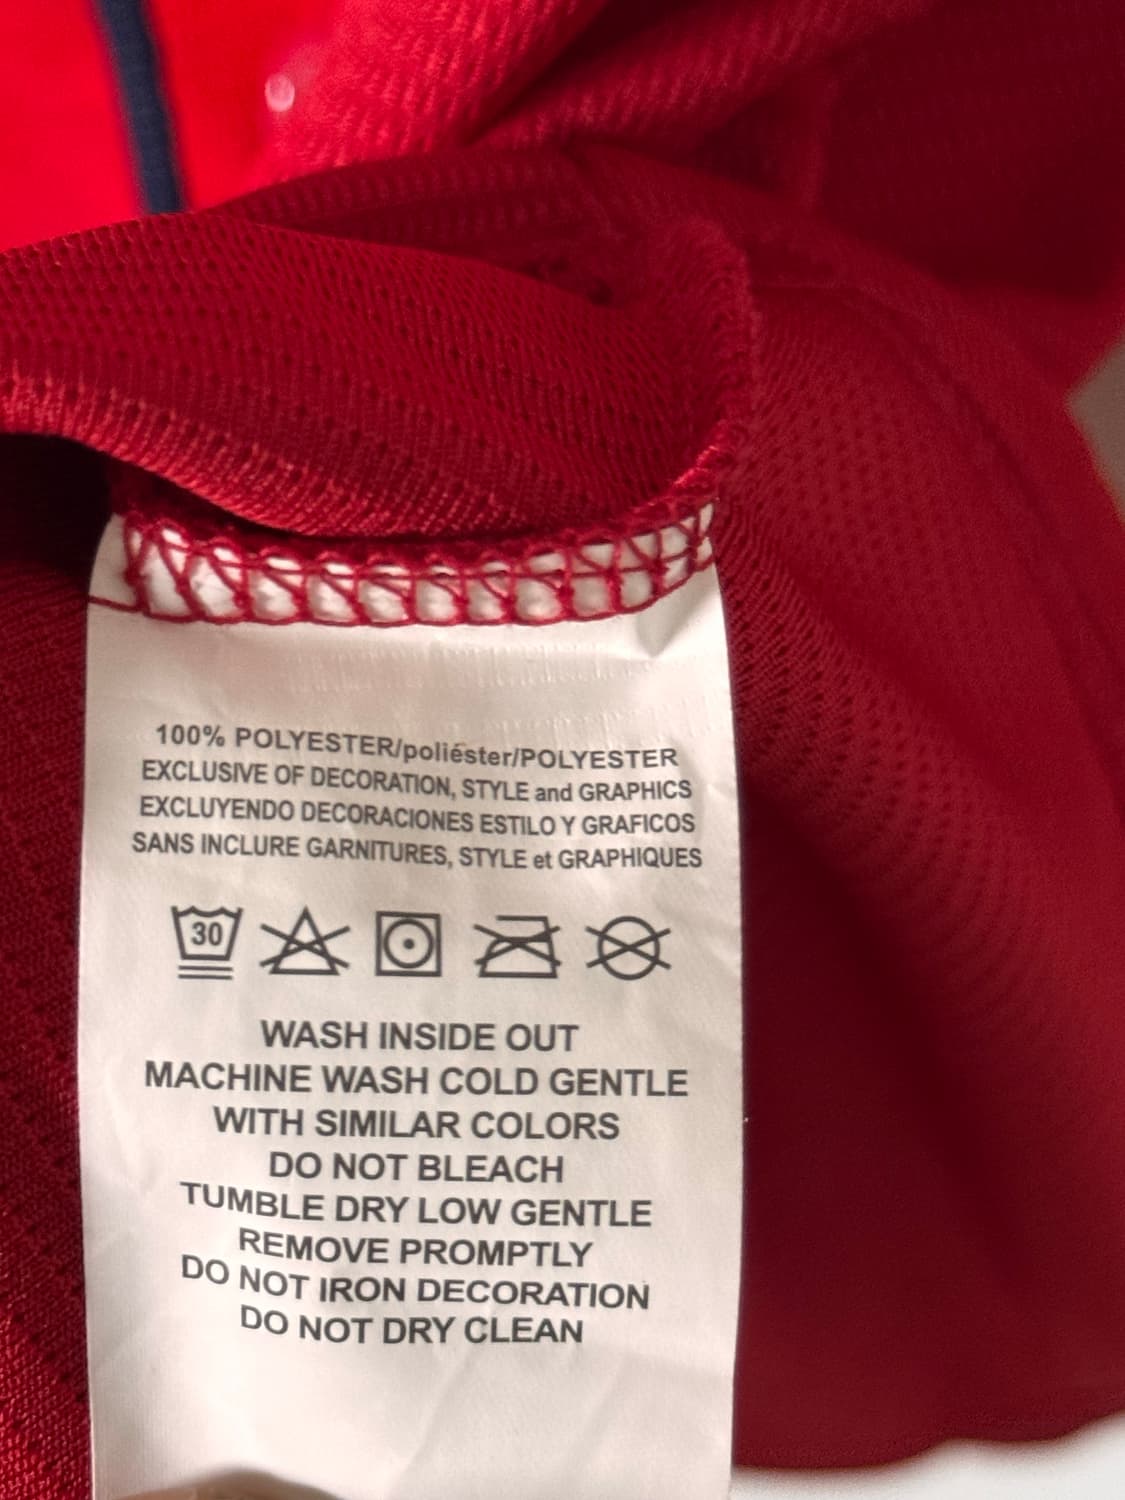 100% POLYESTER/poliéster/POLYESTER
EXCLUSIVE OF DECORATION, STYLE and GRAPHICS
EXCLUYENDO DECORACIONES ESTILO Y GRAFICOS
SANS INCLURE GARNITURES, STYLE et GRAPHIQUES
30
WASH INSIDE OUT
MACHINE WASH COLD GENTLE
WITH SIMILAR COLORS
DO NOT BLEACH
TUMBLE DRY LOW GENTLE
REMOVE PROMPTLY
DO NOT IRON DECORATION
DO NOT DRY CLEAN